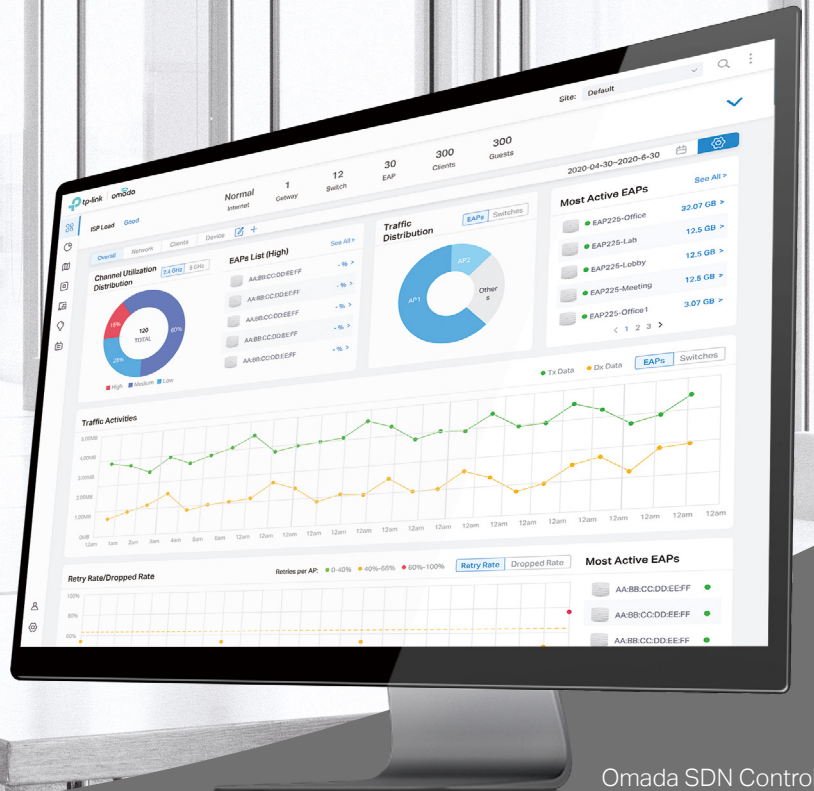 Site: Default
tp-link omada
Normal
Internet
1
Getway
12
Switch
30
EAP
300
Clients
300
Guests
ISP Load Good
2020-04-30~2020-6-30
Overall Network Clients Device
Channel Utilization
Distribution
2.4 GHz 5 GHz
15%
120
TOTAL
60%
25%
High Medium Low
EAPs List (High) See All >
AA:BB:CC:DD:EE:FF - % >
AA:BB:CC:DD:EE:FF - % >
AA:BB:CC:DD:EE:FF - % >
AA:BB:CC:DD:EE:FF - % >
AA:BB:CC:DD:EE:FF - % >
Traffic
Distribution
EAPs Switches
AP1
AP2
Other
s
Most Active EAPs See All >
EAP225-Office 32.07 GB >
EAP225-Lab 12.5 GB >
EAP225-Lobby 12.5 GB >
EAP225-Meeting 12.5 GB >
EAP225-Office1 3.07 GB >
< 1 2 3 >
Traffic Activities
Tx Data Dx Data EAPs Switches
5.00MB
4.00MB
3.00MB
2.00MB
1.00MB
0MB
12am 1am 2am 3am 4am 5am 6am 12am 12am 12am 12am 12am 12am 12am 12am 12am 12am 12am 12am 12am 12am 12am 12am
Retry Rate/Dropped Rate
Retries per AP: 0-40% 40%-66% 60%-100% Retry Rate Dropped Rate
100%
80%
60%
Most Active EAPs
AA:BB:CC:DD:EE:FF
AA:BB:CC:DD:EE:FF
AA:BB:CC:DD:EE:FF
Omada SDN Contro